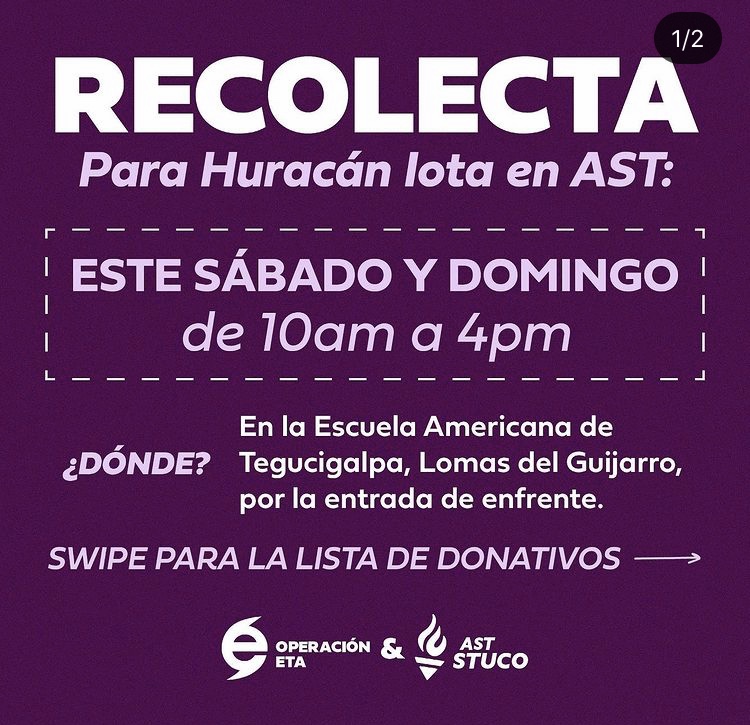 1/2
RECOLECTA
Para Huracán Iota en AST:
ESTE SÁBADO Y DOMINGO
de 10am a 4pm
¿DÓNDE?
En la Escuela Americana de
Tegucigalpa, Lomas del Guijarro,
por la entrada de enfrente.
SWIPE PARA LA LISTA DE DONATIVOS
OPERACIÓN
ETA
&
AST
STUCO